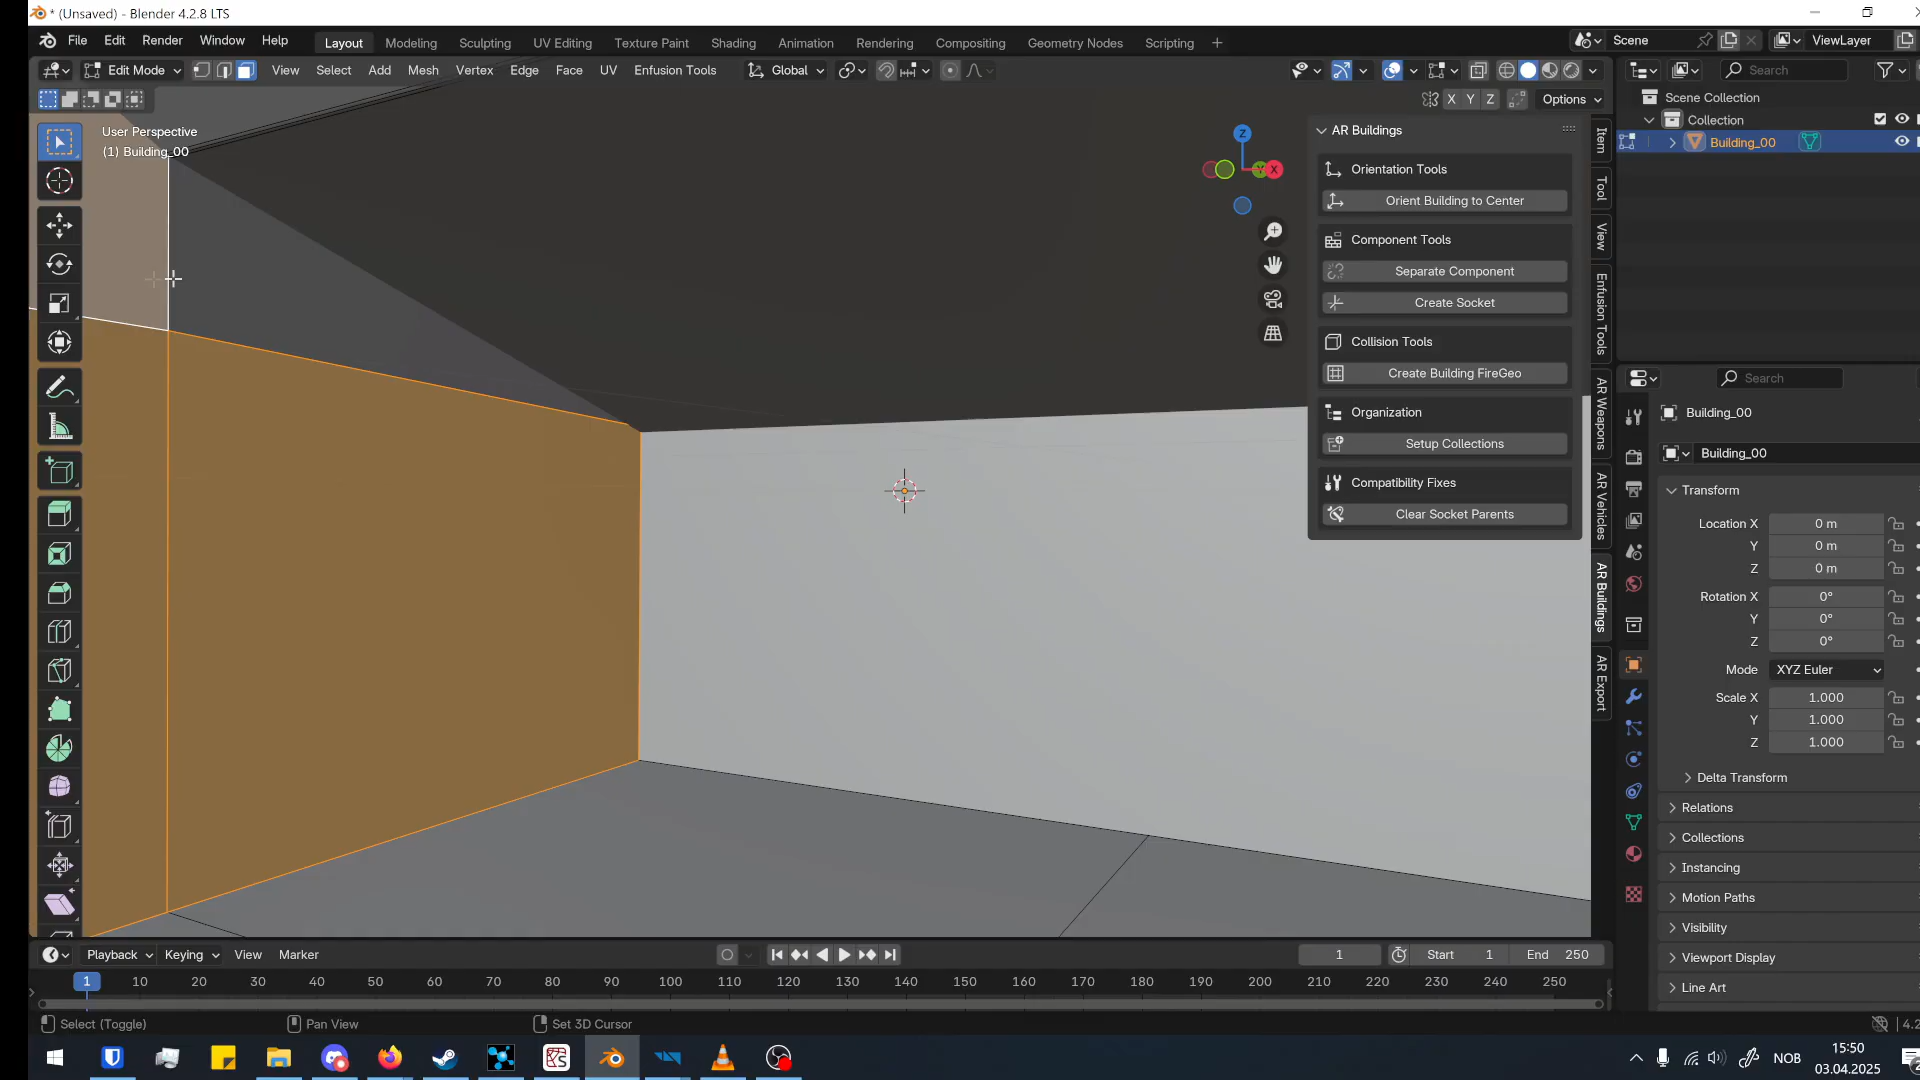 * (Unsaved) - Blender 4.2.8 LTS
File Edit Render Window Help Layout Modeling Sculpting UV Editing Texture Paint Shading Animation Rendering Compositing Geometry Nodes Scripting + Scene ViewLayer
Edit Mode View Select Add Mesh Vertex Edge Face UV Enfusion Tools Global Search
X Y Z Options
Scene Collection
Collection
Building_00
User Perspective
(1) Building_00
Z
Y
X
AR Buildings
Orientation Tools
Orient Building to Center
Component Tools
Separate Component
Create Socket
Collision Tools
Create Building FireGeo
Organization
Setup Collections
Compatibility Fixes
Clear Socket Parents
Item
Tool
View
Enfusion Tools
AR Weapons
AR Vehicles
AR Buildings
AR Export
Search
Building_00
Building_00
Transform
Location X 0 m
Y 0 m
Z 0 m
Rotation X 0°
Y 0°
Z 0°
Mode XYZ Euler
Scale X 1.000
Y 1.000
Z 1.000
Delta Transform
Relations
Collections
Instancing
Motion Paths
Visibility
Viewport Display
Line Art
Playback Keying View Marker 1 Start 1 End 250
1 10 20 30 40 50 60 70 80 90 100 110 120 130 140 150 160 170 180 190 200 210 220 230 240 250
Select (Toggle) Pan View Set 3D Cursor 4.2
NOB
15:50
03.04.2025